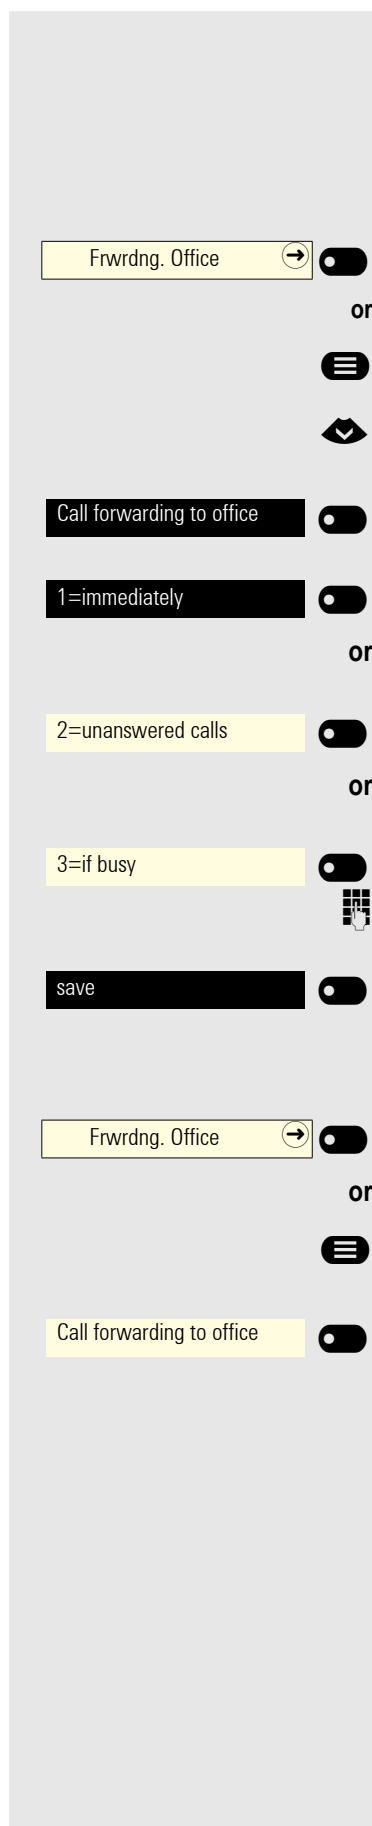 Frwrdng. Office
or
Call forwarding to office
1=immediately
or
2=unanswered calls
or
3=if busy
save
Frwrdng. Office
or
Call forwarding to office